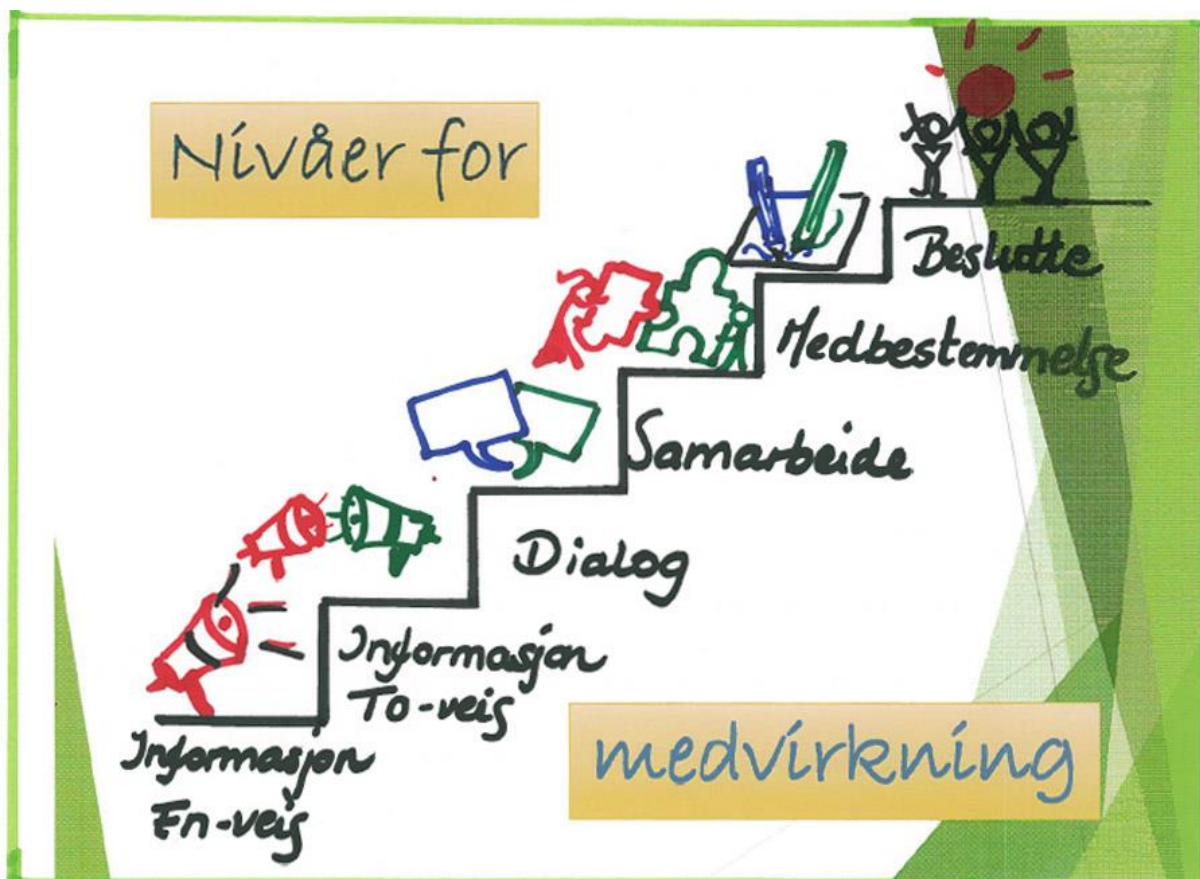 Nivåer for
Beslutte
Medbestemmelse
Samarbeide
Dialog
Informasjon
To-veis
Informasjon
En-veis
medvirkning